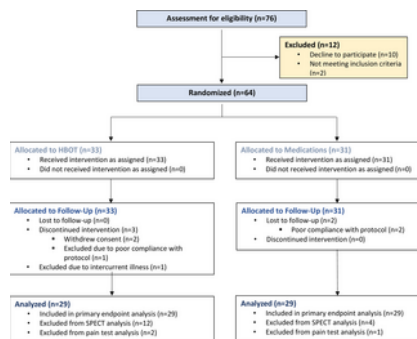 Assessment for eligibility (n=76)
Excluded (n=12)
• Decline to participate (n=10)
• Not meeting inclusion criteria
(n=2)
Randomized (n=64)
Allocated to HBOT (n=33)
• Received intervention as assigned (n=33)
• Did not received intervention as assigned (n=0)
Allocated to Medications (n=31)
• Received intervention as assigned (n=31)
• Did not received intervention as assigned (n=0)
Allocated to Follow-Up (n=33)
• Lost to follow-up (n=0)
• Discontinued intervention (n=3)
• Withdrew consent (n=2)
• Excluded due to poor compliance with
protocol (n=1)
• Excluded due to intercurrent illness (n=1)
Allocated to Follow-Up (n=31)
• Lost to follow-up (n=2)
• Poor compliance with protocol (n=2)
• Discontinued intervention (n=0)
Analyzed (n=29)
• Included in primary endpoint analysis (n=29)
• Excluded from SPECT analysis (n=12)
• Excluded from pain test analysis (n=2)
Analyzed (n=29)
• Included in primary endpoint analysis (n=29)
• Excluded from SPECT analysis (n=4)
• Excluded from pain test analysis (n=1)